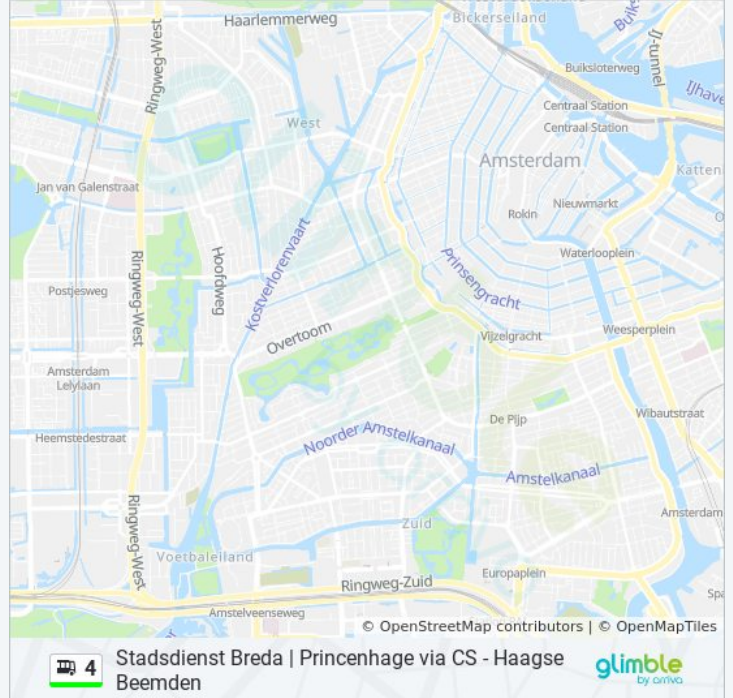 Haarlemmerweg
Bickerseiland
Ringweg-West
IJ-tunnel
Buiksloterweg
IJhave
Centraal Station
Centraal Station
West
Amsterdam
Katten
Jan van Galenstraat
Nieuwmarkt
Rokin
Kostverlorenvaart
Waterlooplein
Hoofdweg
Prinsengracht
Ringweg-West
Postjesweg
Overtoom
Vijzelgracht
Weesperplein
Amsterdam
Lelylaan
De Pijp
Wibautstraat
Heemstedestraat
Noorder Amstelkanaal
Amstelkanaal
Amsterdam
Ringweg-West
Zuid
Voetbaleiland
Europaplein
Ringweg-Zuid
Spa
Amstelveenseweg
© OpenStreetMap contributors | © OpenMapTiles
4
Stadsdienst Breda | Princenhage via CS - Haagse
Beemden
glimble
by arriva